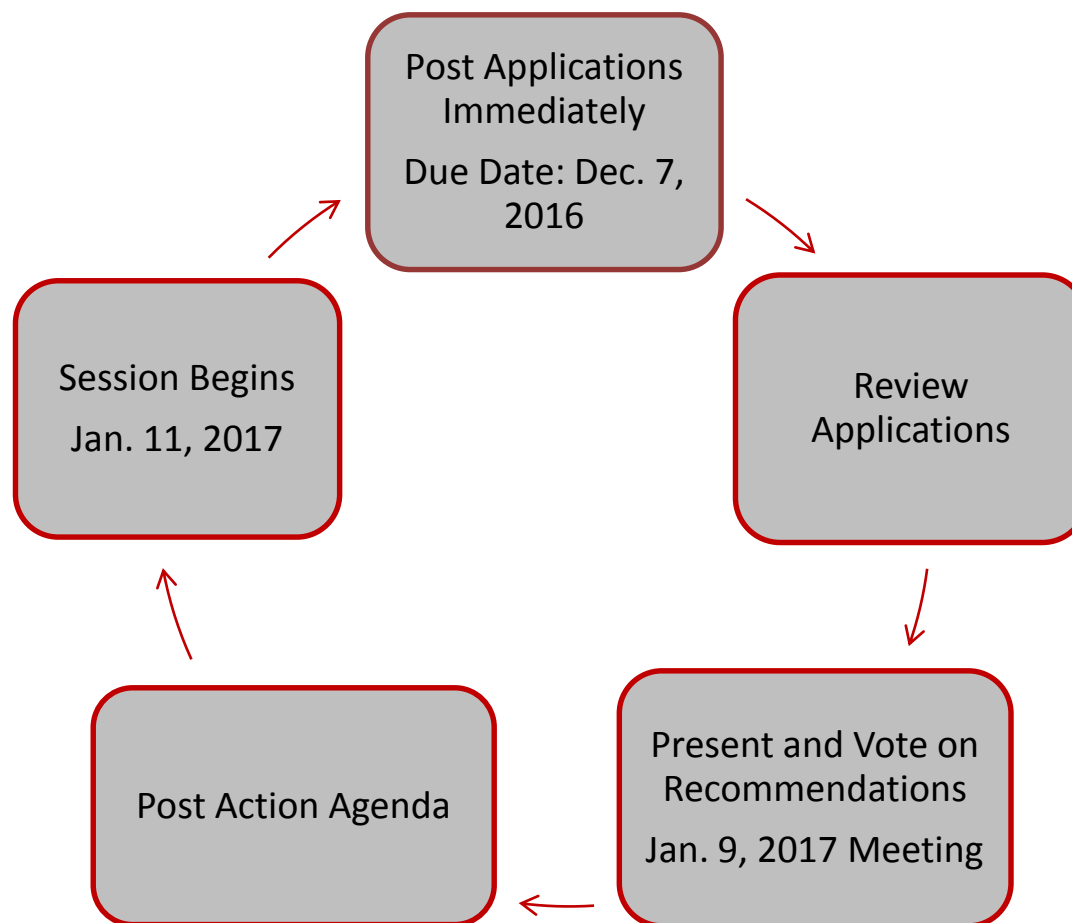 Post Applications
Immediately
Due Date: Dec. 7,
2016
Review
Applications
Present and Vote on
Recommendations
Jan. 9, 2017 Meeting
Post Action Agenda
Session Begins
Jan. 11, 2017